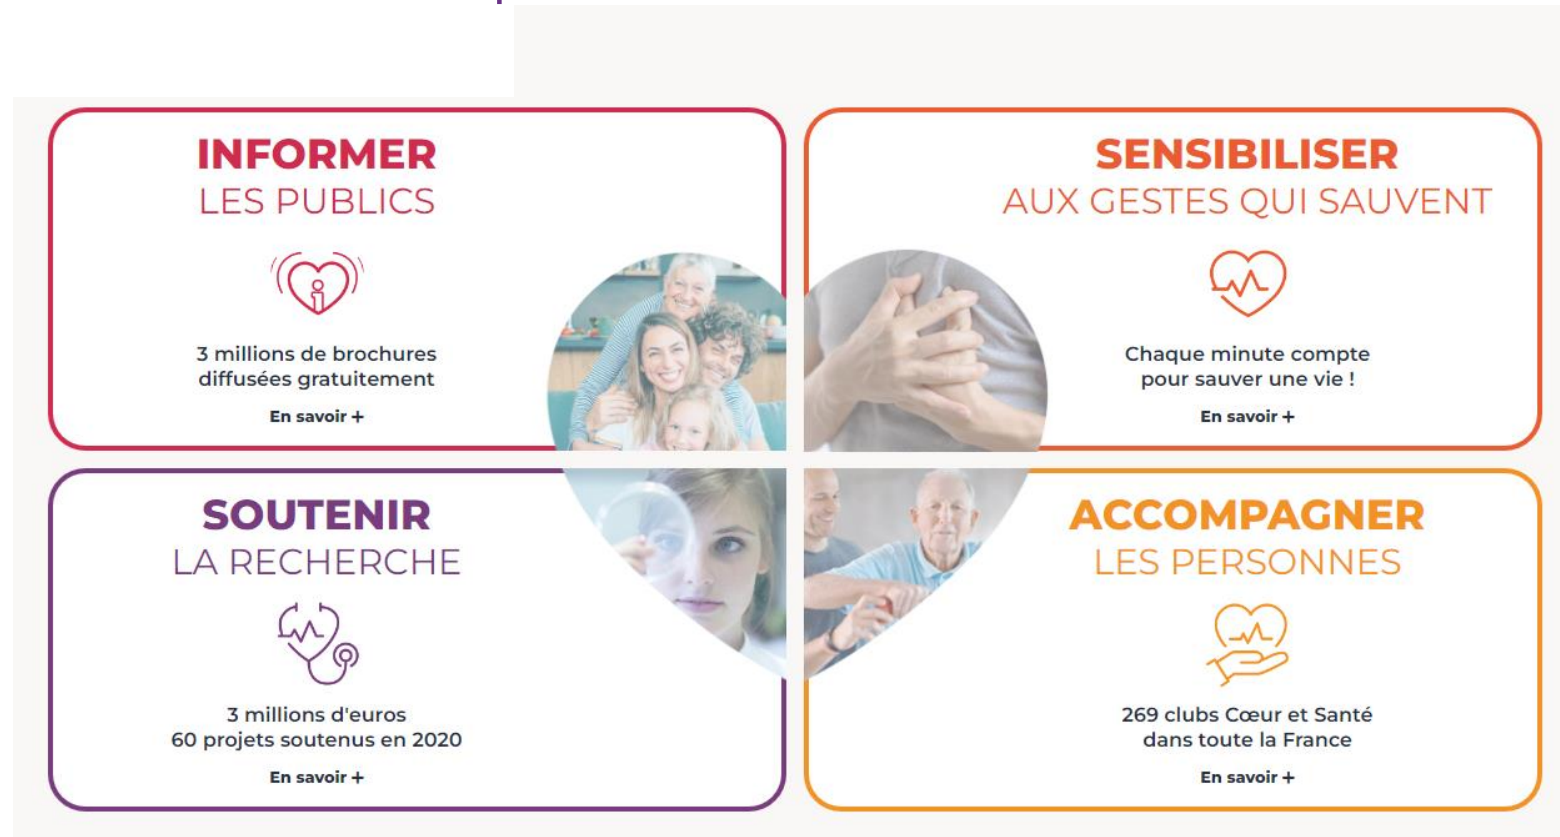 INFORMER
LES PUBLICS
3 millions de brochures
diffusées gratuitement
En savoir +
SENSIBILISER
AUX GESTES QUI SAUVENT
Chaque minute compte
pour sauver une vie !
En savoir +
SOUTENIR
LA RECHERCHE
3 millions d'euros
60 projets soutenus en 2020
En savoir +
ACCOMPAGNER
LES PERSONNES
269 clubs Cœur et Santé
dans toute la France
En savoir +